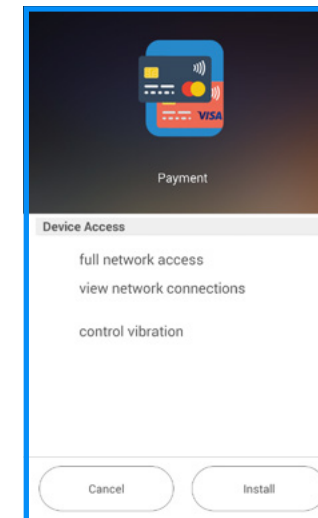 VISA
Payment
Device Access
full network access
view network connections
control vibration
Cancel
Install